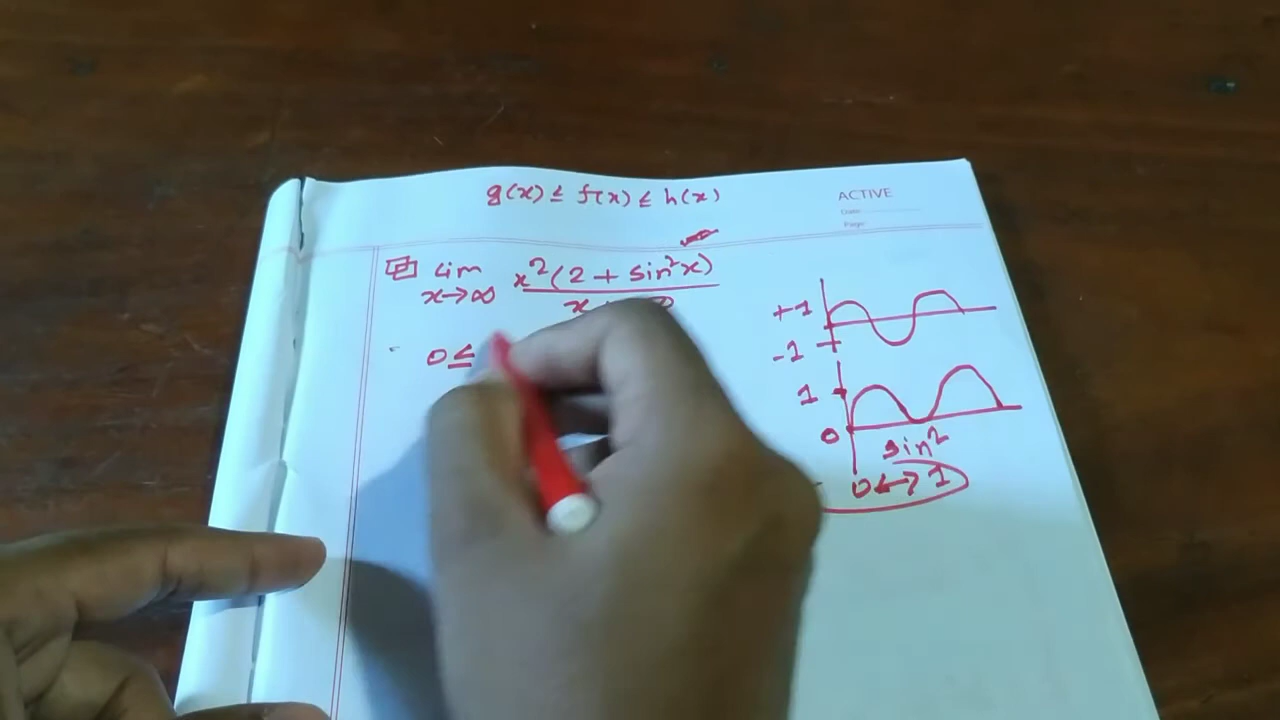 g(x) ≤ f(x) ≤ h(x)
ACTIVE
Date:
Page:
Lim x→∞ x²(2 + sin²x)
x
0 ≤
+1
-1
1
0
sin²
0 ↔ 1